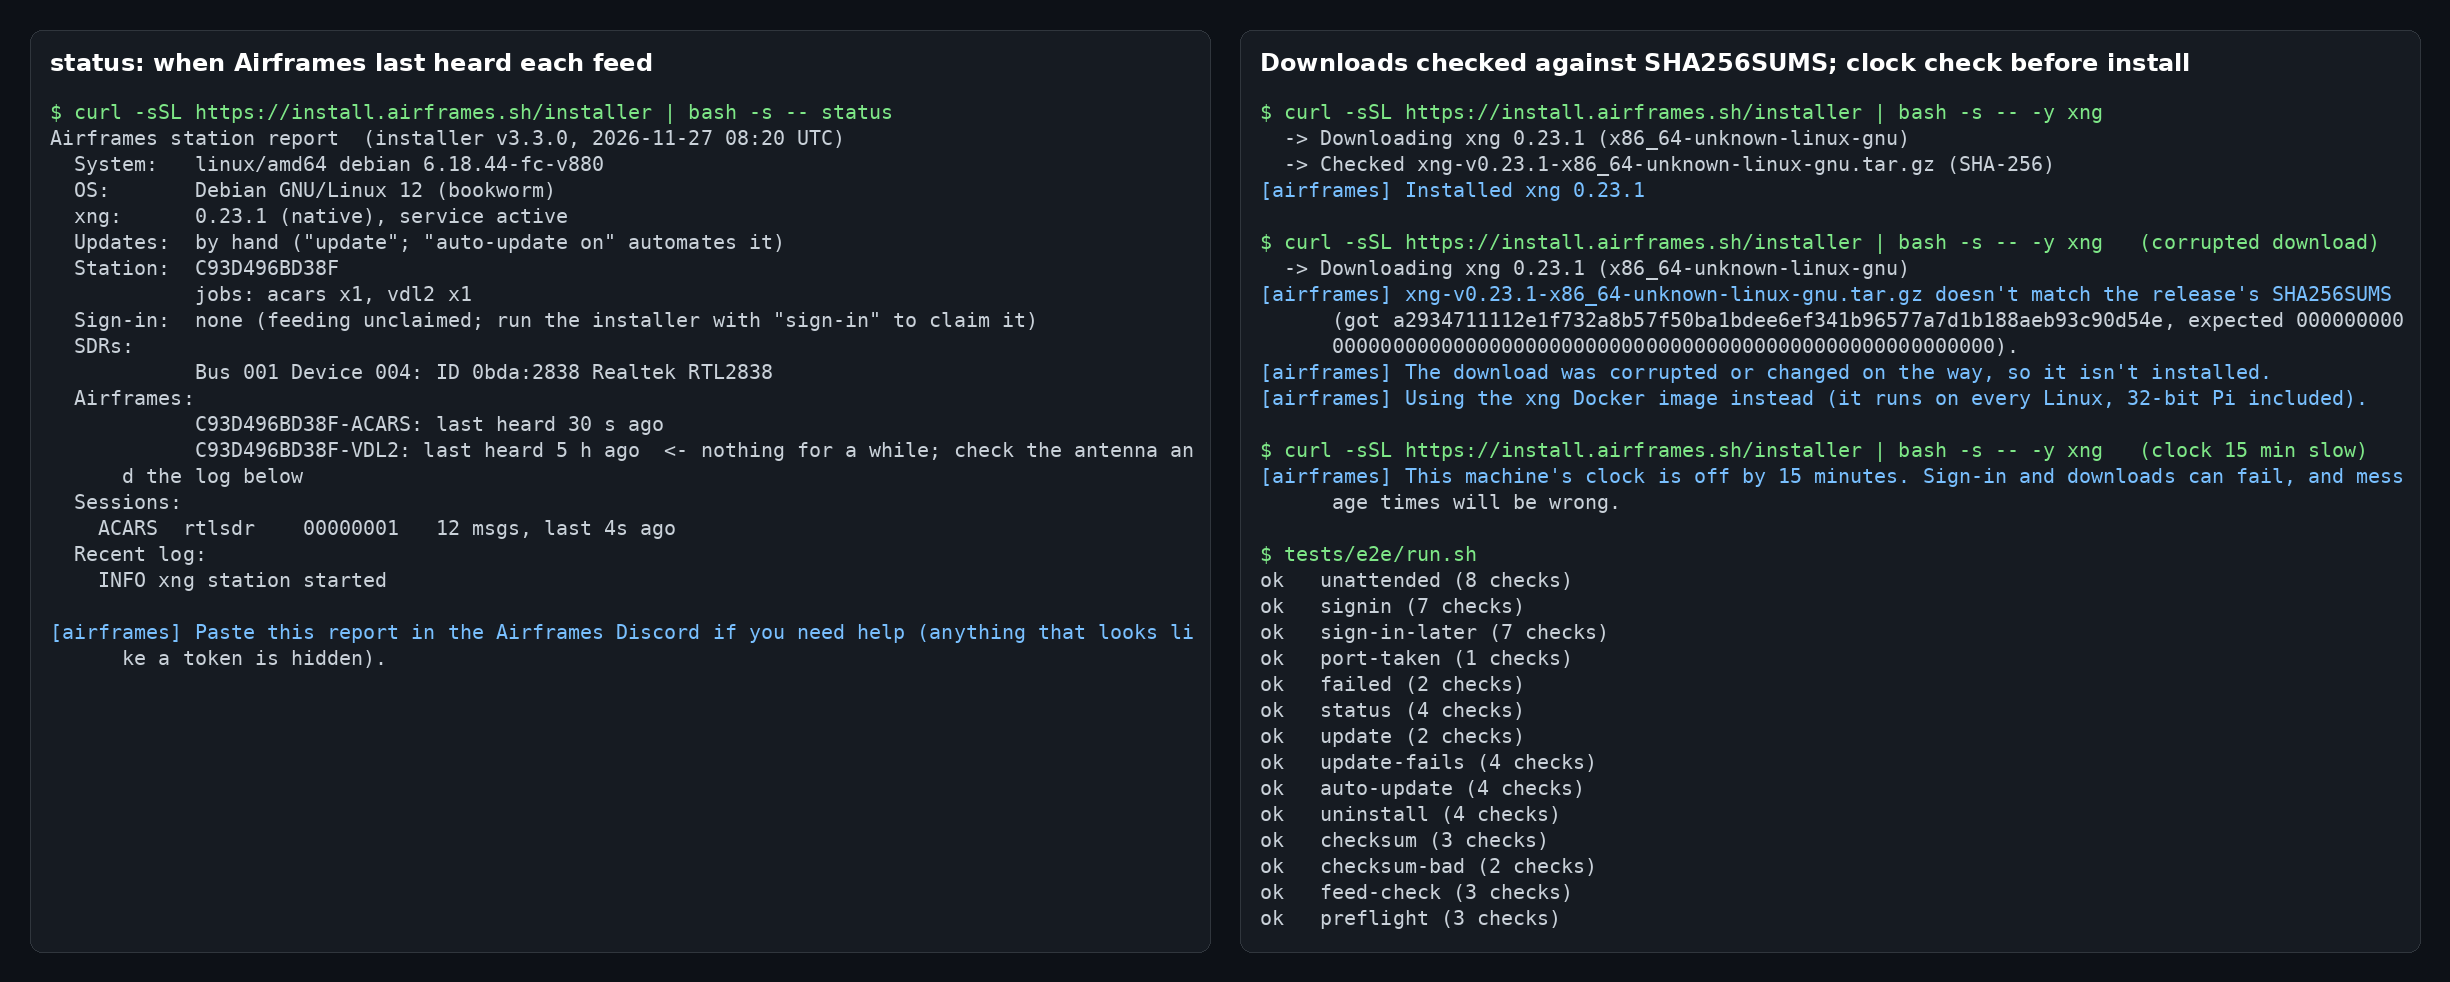 status: when Airframes last heard each feed
$ curl -sSL https://install.airframes.sh/installer | bash -s -- status
Airframes station report  (installer v3.3.0, 2026-11-27 08:20 UTC)
  System:   linux/amd64 debian 6.18.44-fc-v880
  OS:       Debian GNU/Linux 12 (bookworm)
  xng:      0.23.1 (native), service active
  Updates:  by hand ("update"; "auto-update on" automates it)
  Station:  C93D496BD38F
            jobs: acars x1, vdl2 x1
  Sign-in:  none (feeding unclaimed; run the installer with "sign-in" to claim it)
  SDRs:
            Bus 001 Device 004: ID 0bda:2838 Realtek RTL2838
  Airframes:
            C93D496BD38F-ACARS: last heard 30 s ago
            C93D496BD38F-VDL2: last heard 5 h ago  <- nothing for a while; check the antenna an
      d the log below
  Sessions:
    ACARS  rtlsdr    00000001   12 msgs, last 4s ago
  Recent log:
    INFO xng station started
[airframes] Paste this report in the Airframes Discord if you need help (anything that looks li
      ke a token is hidden).
Downloads checked against SHA256SUMS; clock check before install
$ curl -sSL https://install.airframes.sh/installer | bash -s -- -y xng
  -> Downloading xng 0.23.1 (x86_64-unknown-linux-gnu)
  -> Checked xng-v0.23.1-x86_64-unknown-linux-gnu.tar.gz (SHA-256)
[airframes] Installed xng 0.23.1
$ curl -sSL https://install.airframes.sh/installer | bash -s -- -y xng   (corrupted download)
  -> Downloading xng 0.23.1 (x86_64-unknown-linux-gnu)
[airframes] xng-v0.23.1-x86_64-unknown-linux-gnu.tar.gz doesn't match the release's SHA256SUMS
      (got a2934711112e1f732a8b57f50ba1bdee6ef341b96577a7d1b188aeb93c90d54e, expected 000000000
      0000000000000000000000000000000000000000000000000000000).
[airframes] The download was corrupted or changed on the way, so it isn't installed.
[airframes] Using the xng Docker image instead (it runs on every Linux, 32-bit Pi included).
$ curl -sSL https://install.airframes.sh/installer | bash -s -- -y xng   (clock 15 min slow)
[airframes] This machine's clock is off by 15 minutes. Sign-in and downloads can fail, and mess
      age times will be wrong.
$ tests/e2e/run.sh
ok   unattended (8 checks)
ok   signin (7 checks)
ok   sign-in-later (7 checks)
ok   port-taken (1 checks)
ok   failed (2 checks)
ok   status (4 checks)
ok   update (2 checks)
ok   update-fails (4 checks)
ok   auto-update (4 checks)
ok   uninstall (4 checks)
ok   checksum (3 checks)
ok   checksum-bad (2 checks)
ok   feed-check (3 checks)
ok   preflight (3 checks)